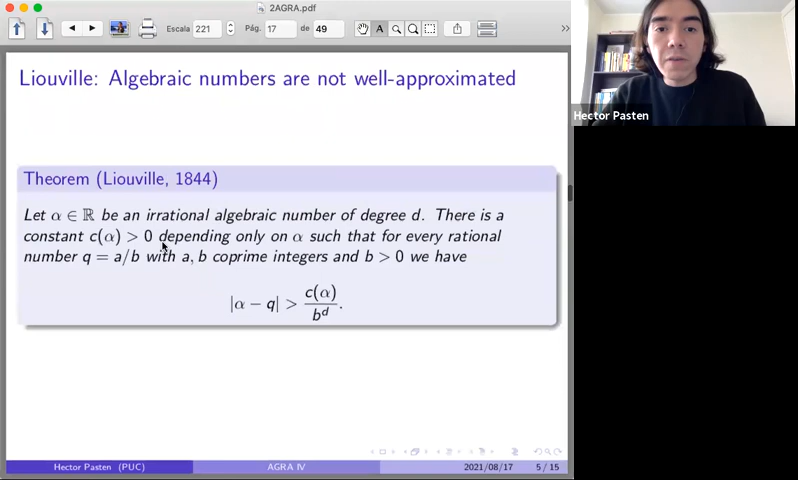 2AGRA.pdf
Escala 221 Pág. 17 de 49 A
Liouville: Algebraic numbers are not well-approximated
Theorem (Liouville, 1844)
Let α ∈ ℝ be an irrational algebraic number of degree d. There is a
constant c(α) > 0 depending only on α such that for every rational
number q = a/b with a, b coprime integers and b > 0 we have
|α − q| > c(α)/b^d.
Hector Pasten (PUC) AGRA IV 2021/08/17 5 / 15
Hector Pasten